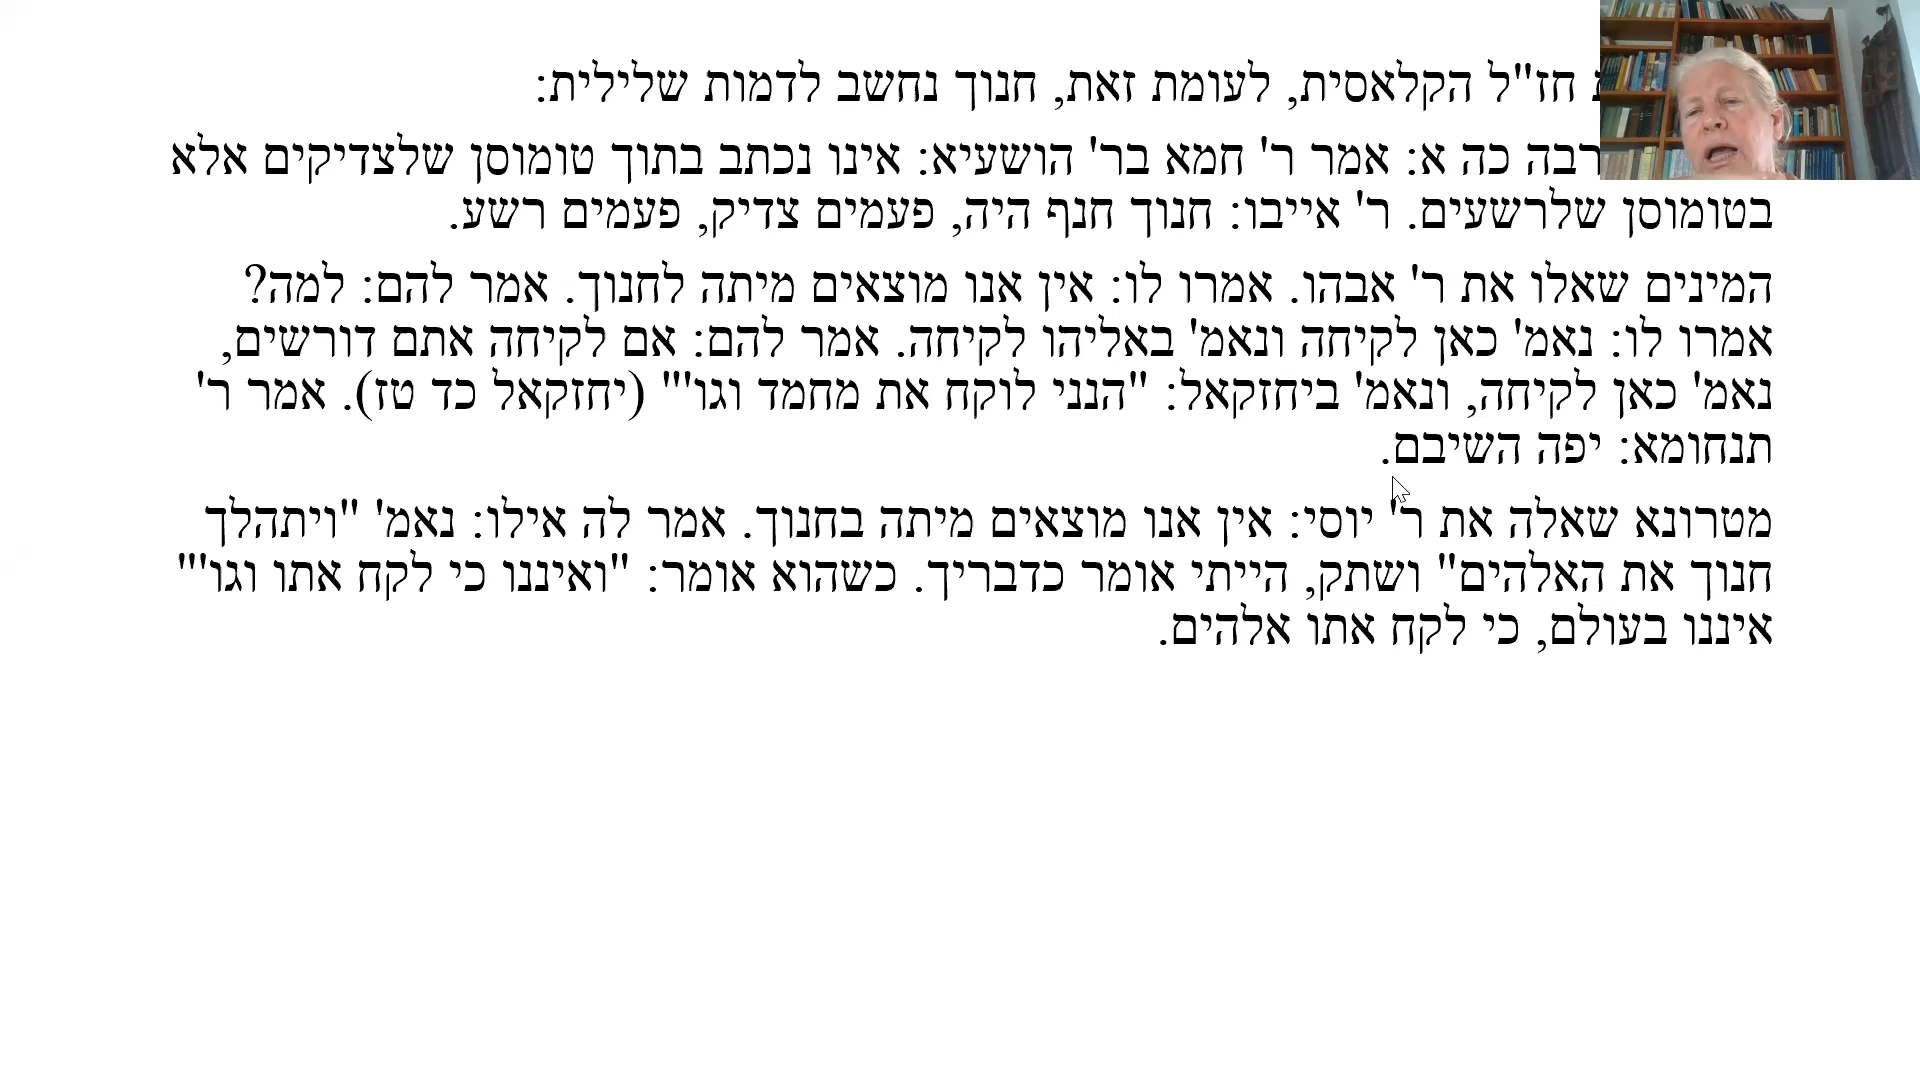 חז"ל הקלאסית, לעומת זאת, חנוך נחשב לדמות שלילית:
רבה כה א: אמר ר' חמא בר' הושעיא: אינו נכתב בתוך טומוסן שלצדיקים אלא
בטומוסן שלרשעים. ר' אייבו: חנוך חנף היה, פעמים צדיק, פעמים רשע.
המינים שאלו את ר' אבהו. אמרו לו: אין אנו מוצאים מיתה לחנוך. אמר להם: למה?
אמרו לו: נאמ' כאן לקיחה ונאמ' באליהו לקיחה. אמר להם: אם לקיחה אתם דורשים,
נאמ' כאן לקיחה, ונאמ' ביחזקאל: "הנני לוקח את מחמד וגו'" (יחזקאל כד טז). אמר ר'
תנחומא: יפה השיבם.
מטרונא שאלה את ר' יוסי: אין אנו מוצאים מיתה בחנוך. אמר לה אילו: נאמ' "ויתהלך
חנוך את האלהים" ושתק, הייתי אומר כדבריך. כשהוא אומר: "ואיננו כי לקח אתו וגו'"
איננו בעולם, כי לקח אתו אלהים.